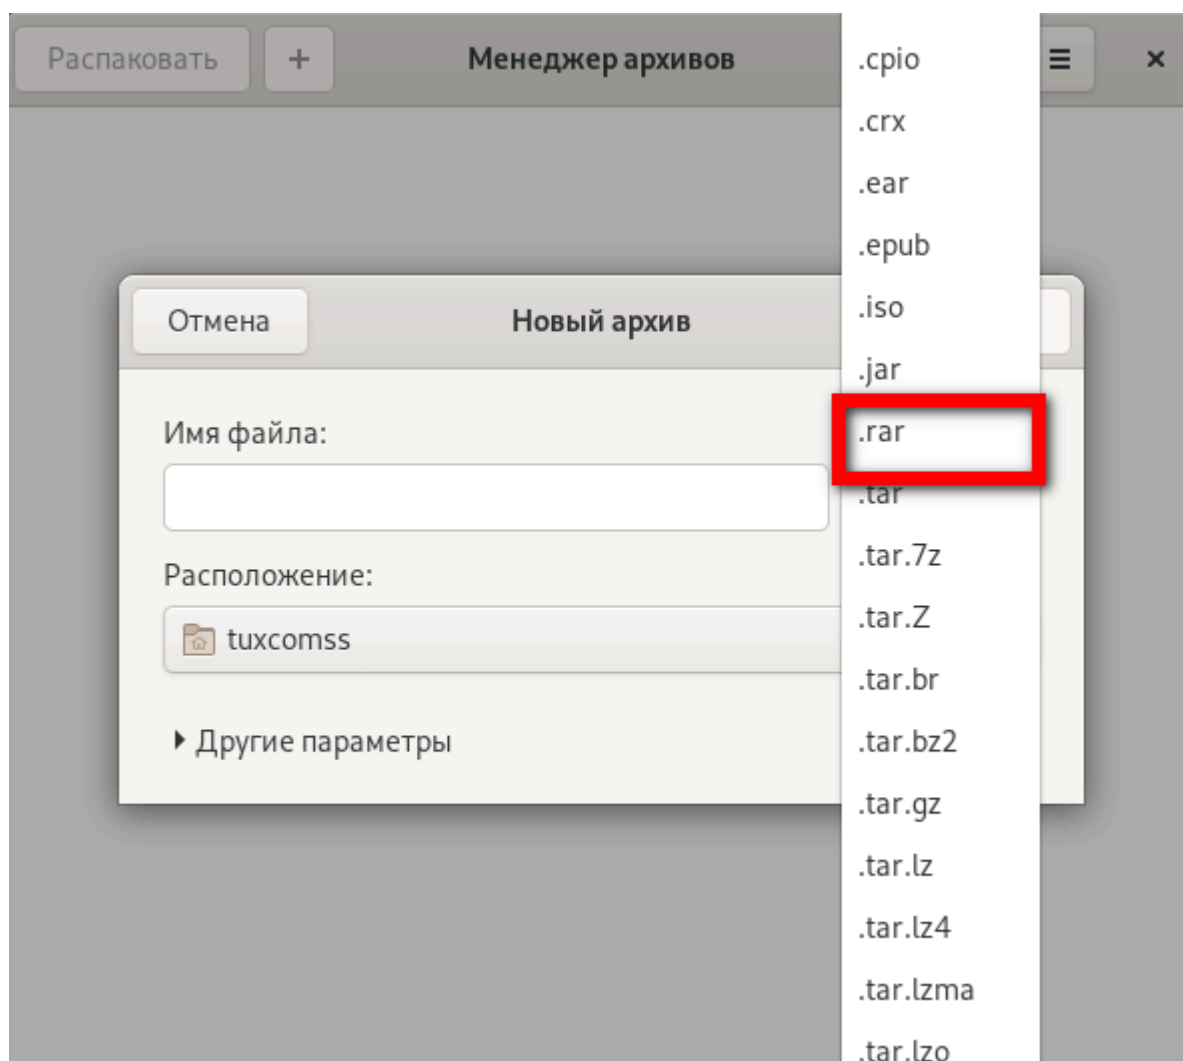 Распаковать
+
Менеджер архивов
Отмена
Новый архив
Имя файла:
Расположение:
tuxcomss
Другие параметры
.cpio
.crx
.ear
.epub
.iso
.jar
.rar
.tar
.tar.7z
.tar.Z
.tar.br
.tar.bz2
.tar.gz
.tar.lz
.tar.lz4
.tar.lzma
.tar.lzo